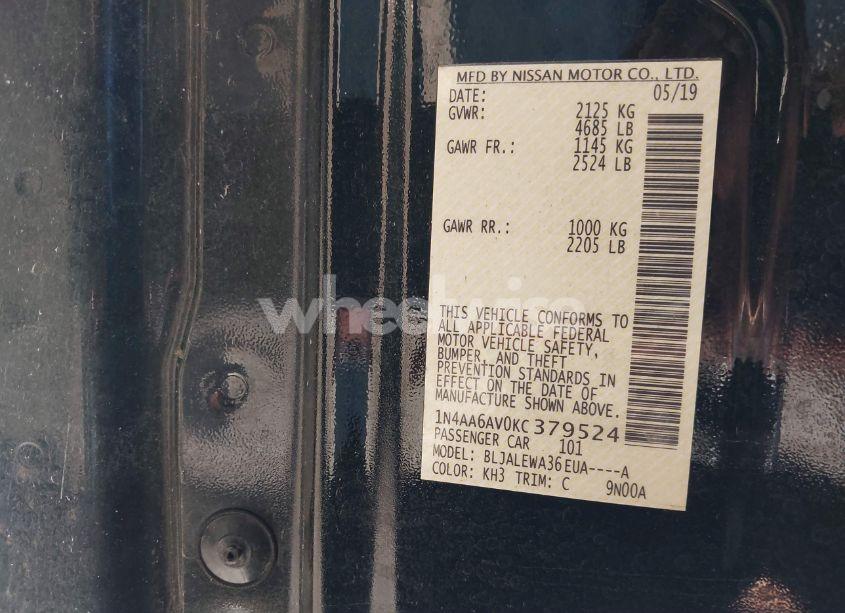 MFD BY NISSAN MOTOR CO., LTD.
DATE: 05/19
GVWR: 2125 KG
4685 LB
GAWR FR.: 1145 KG
2524 LB
GAWR RR.: 1000 KG
2205 LB
THIS VEHICLE CONFORMS TO
ALL APPLICABLE FEDERAL
MOTOR VEHICLE SAFETY,
BUMPER, AND THEFT
PREVENTION STANDARDS IN
EFFECT ON THE DATE OF
MANUFACTURE SHOWN ABOVE.
1N4AA6AV0KC379524
PASSENGER CAR 101
MODEL: BLJALEWA36EUA----A
COLOR: KH3 TRIM: C 9N00A
wheelwise